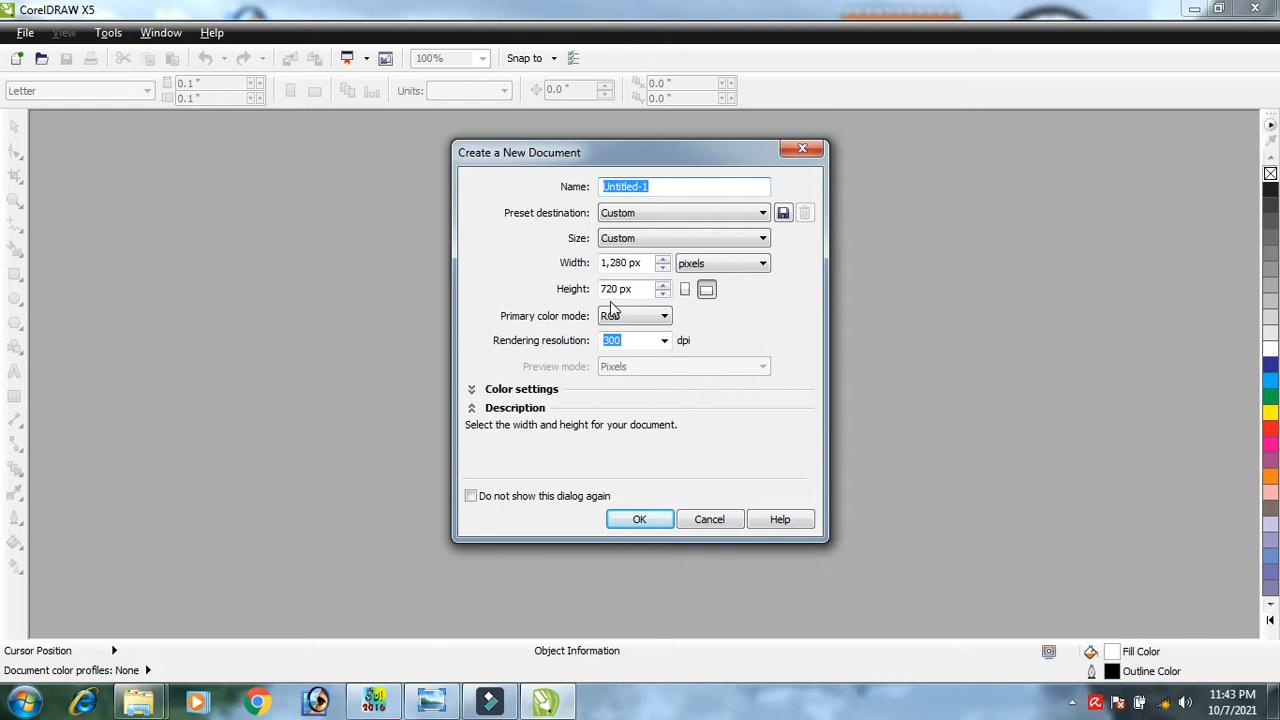 CorelDRAW X5
File View Tools Window Help
100% Snap to
Letter 0.1 " Units: 0.0 " 0.0 "
0.1 " 0.0 "
Create a New Document
Name: Untitled-1
Preset destination: Custom
Size: Custom
Width: 1,280 px pixels
Height: 720 px
Primary color mode: RGB
Rendering resolution: 300 dpi
Preview mode: Pixels
Color settings
Description
Select the width and height for your document.
Do not show this dialog again
OK Cancel Help
Cursor Position Object Information Fill Color
Document color profiles: None Outline Color
2016
11:43 PM
10/7/2021